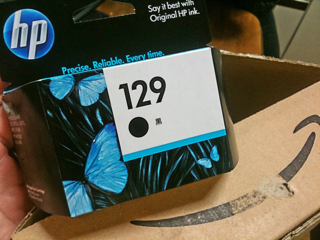 hp
Say it best with
Original HP ink.
Precise. Reliable. Every time.
129
黒